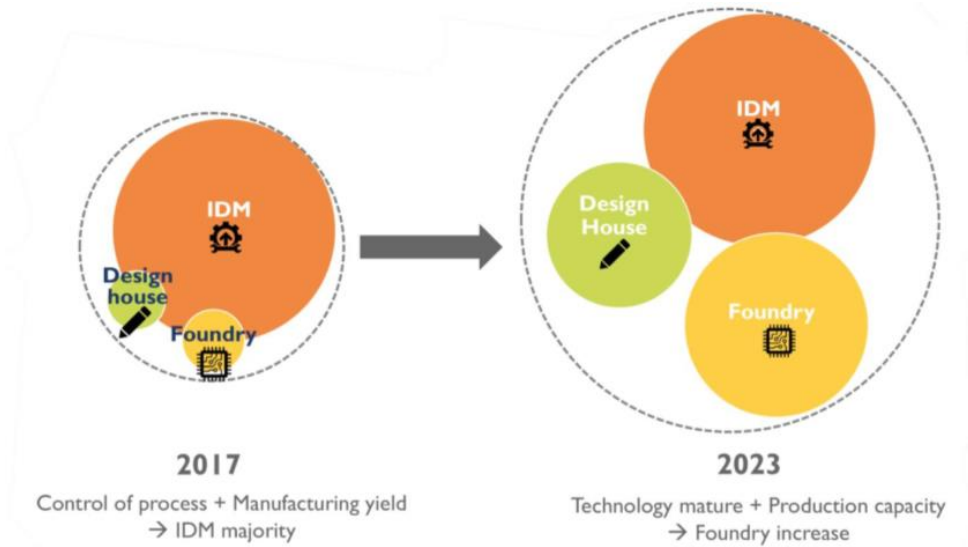 IDM
Design
house
Foundry
2017
Control of process + Manufacturing yield
→ IDM majority
IDM
Design
House
Foundry
2023
Technology mature + Production capacity
→ Foundry increase